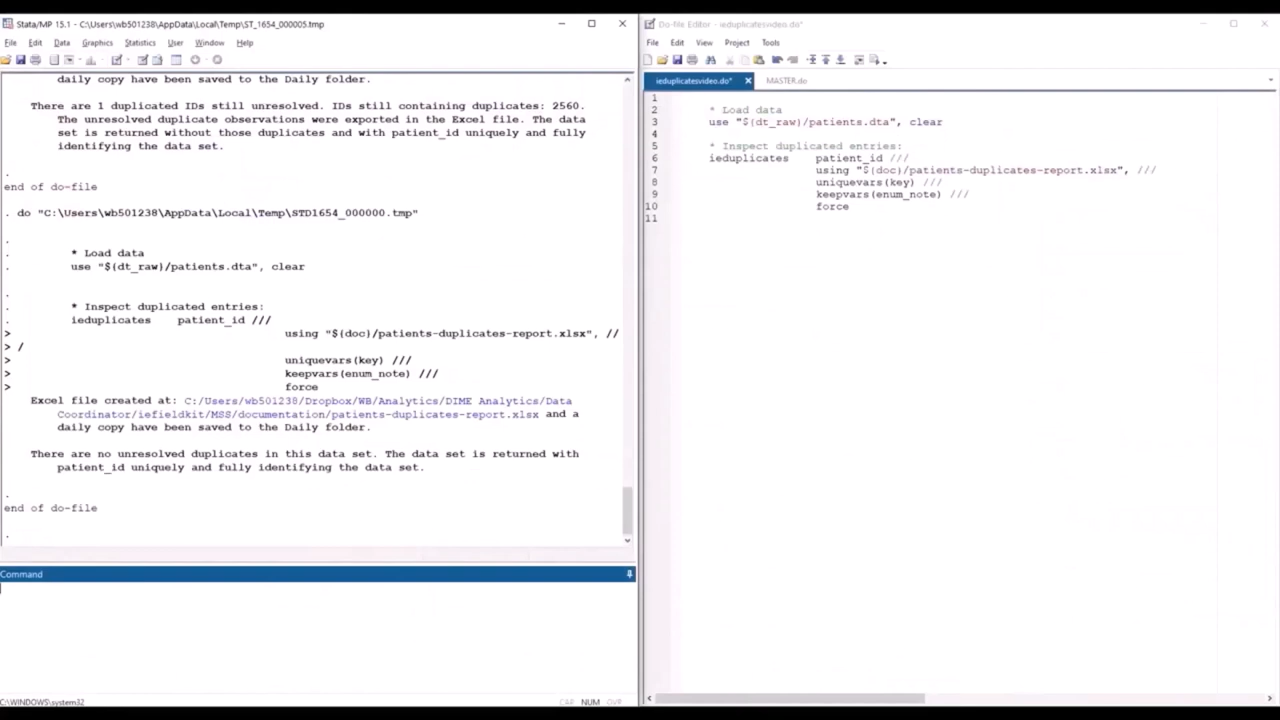 Stata/MP 15.1 - C:\Users\wb501238\AppData\Local\Temp\ST_1654_000005.tmp
File Edit Data Graphics Statistics User Window Help
daily copy have been saved to the Daily folder.
There are 1 duplicated IDs still unresolved. IDs still containing duplicates: 2560.
The unresolved duplicate observations were exported in the Excel file. The data
set is returned without those duplicates and with patient_id uniquely and fully
identifying the data set.
.
end of do-file
. do "C:\Users\wb501238\AppData\Local\Temp\STD1654_000000.tmp"
.
. * Load data
. use "${dt_raw}/patients.dta", clear
.
. * Inspect duplicated entries:
. ieduplicates patient_id ///
> using "${doc}/patients-duplicates-report.xlsx", //
> /
> uniquevars(key) ///
> keepvars(enum_note) ///
> force
Excel file created at: C:/Users/wb501238/Dropbox/WB/Analytics/DIME Analytics/Data
Coordinator/iefieldkit/MSS/documentation/patients-duplicates-report.xlsx and a
daily copy have been saved to the Daily folder.
There are no unresolved duplicates in this data set. The data set is returned with
patient_id uniquely and fully identifying the data set.
.
end of do-file
.
Command
C:\WINDOWS\system32
CAP NUM OVR
Do-file Editor - ieduplicatesvideo.do*
File Edit View Project Tools
ieduplicatesvideo.do* MASTER.do
1
2 * Load data
3 use "${dt_raw}/patients.dta", clear
4
5 * Inspect duplicated entries:
6 ieduplicates patient_id ///
7 using "${doc}/patients-duplicates-report.xlsx", ///
8 uniquevars(key) ///
9 keepvars(enum_note) ///
10 force
11